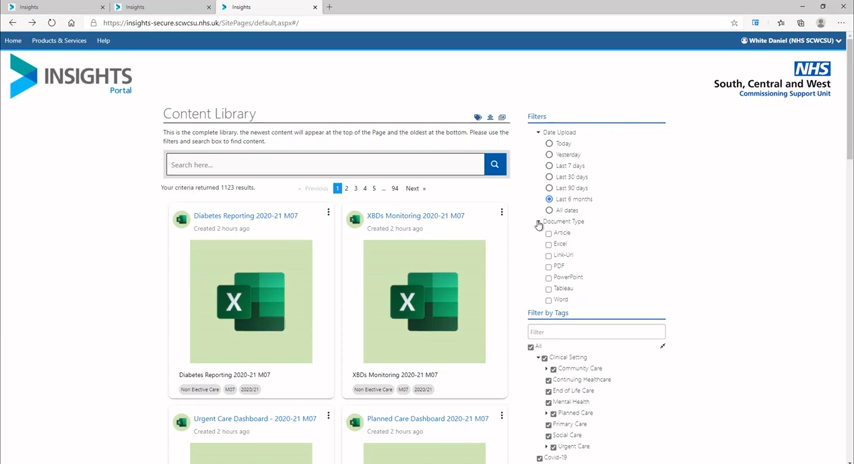 Insights
Insights
Insights
https://insights-secure.scwcsu.nhs.uk/SitePages/default.aspx#/
Home Products & Services Help
White Daniel (NHS SCWCSU)
INSIGHTS
Portal
NHS
South, Central and West
Commissioning Support Unit
Content Library
This is the complete library, the newest content will appear at the top of the Page and the oldest at the bottom. Please use the
filters and search box to find content.
Search here...
Your criteria returned 1123 results.
« Previous 1 2 3 4 5 ... 94 Next »
Diabetes Reporting 2020-21 M07
Created 2 hours ago
X
Diabetes Reporting 2020-21 M07
Non Elective Care M07 2020/21
XBDs Monitoring 2020-21 M07
Created 2 hours ago
X
XBDs Monitoring 2020-21 M07
Non Elective Care M07 2020/21
Urgent Care Dashboard - 2020-21 M07
Created 2 hours ago
Planned Care Dashboard 2020-21 M07
Created 2 hours ago
Filters
Date Upload
Today
Yesterday
Last 7 days
Last 30 days
Last 90 days
Last 6 months
All dates
Document Type
Article
Excel
Link-Url
PDF
PowerPoint
Tableau
Word
Filter by Tags
Filter
All
Clinical Setting
Community Care
Continuing Healthcare
End of Life Care
Mental Health
Planned Care
Primary Care
Social Care
Urgent Care
Covid-19